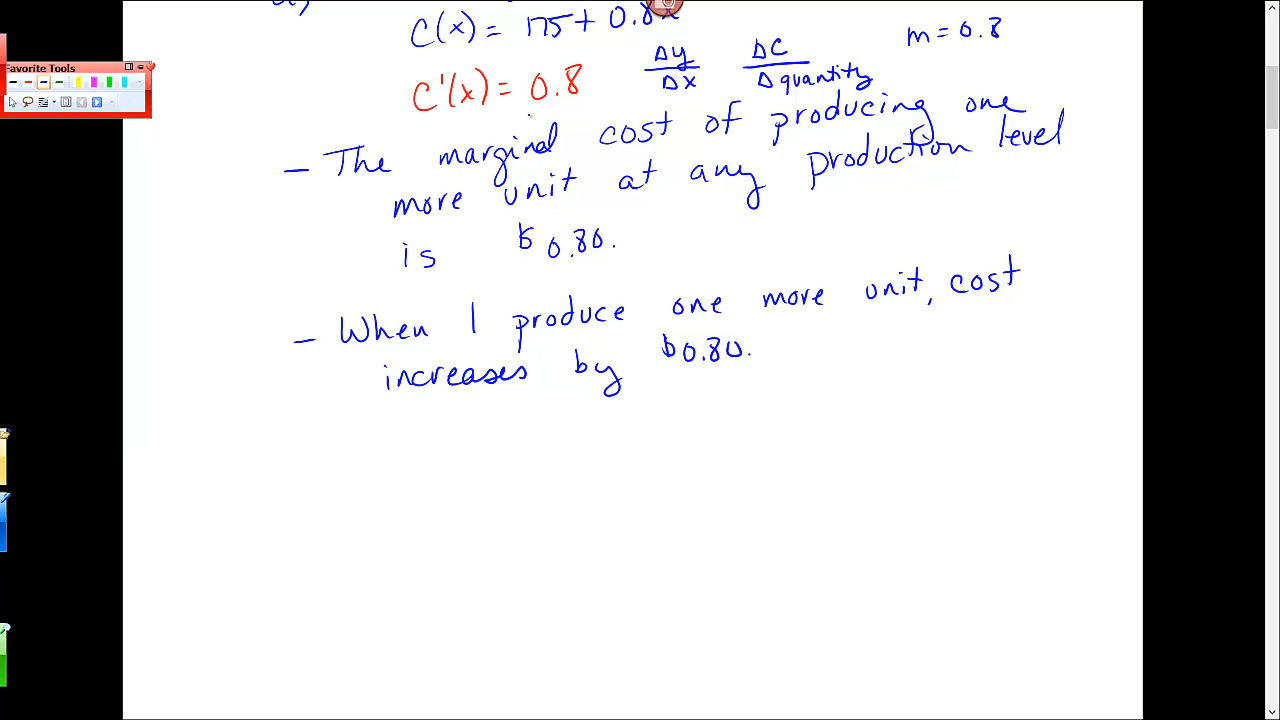 C(x) = 175 + 0.8x
m = 0.8
Δy/Δx ΔC/Δquantity
C'(x) = 0.8
Favorite Tools
- The marginal cost of producing one
more unit at any production level
is $0.80.
- When I produce one more unit, cost
increases by $0.80.